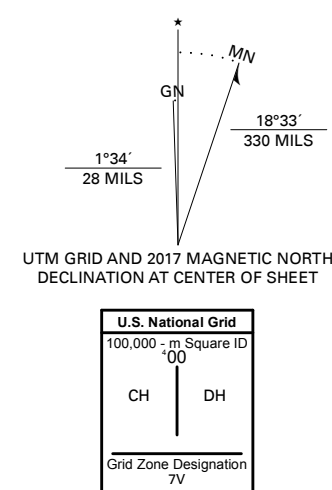 ★
MN
GN
18°33´
330 MILS
1°34´
28 MILS
UTM GRID AND 2017 MAGNETIC NORTH
DECLINATION AT CENTER OF SHEET
U.S. National Grid
100,000 - m Square ID
⁴00
CH DH
Grid Zone Designation
7V